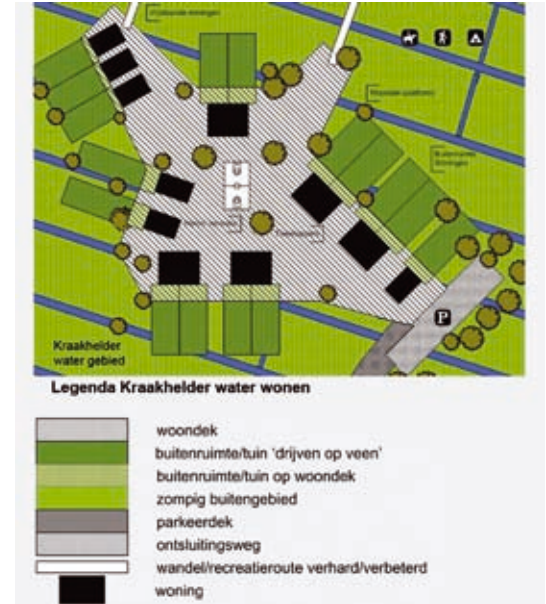 P
Kraakhelder
water gebied
Legenda Kraakhelder water wonen
woondek
buitenruimte/tuin 'drijven op veen'
buitenruimte/tuin op woondek
zompig buitengebied
parkeerdek
ontsluitingsweg
wandel/recreatieroute verhard/verbeterd
woning